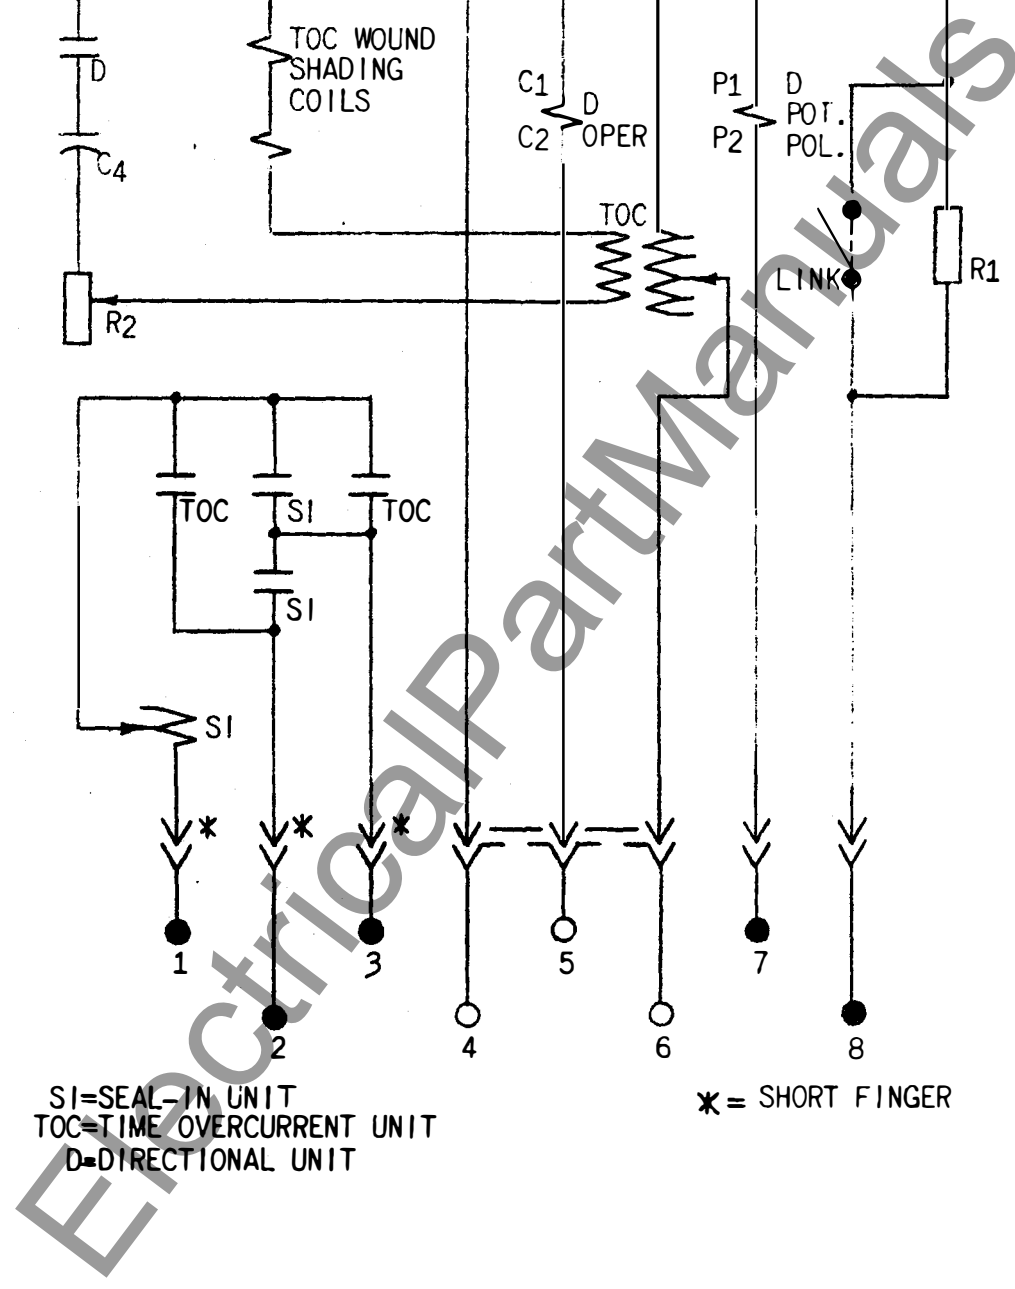 TOC WOUND
SHADING
COILS
D
C4
C1
C2
D
OPER
P1
P2
D
POT.
POL.
TOC
LINK
R1
R2
TOC
SI
TOC
SI
SI
*
*
*
1
2
3
4
5
6
7
8
SI=SEAL-IN UNIT
TOC=TIME OVERCURRENT UNIT
D=DIRECTIONAL UNIT
* = SHORT FINGER
ElectricalPartManuals